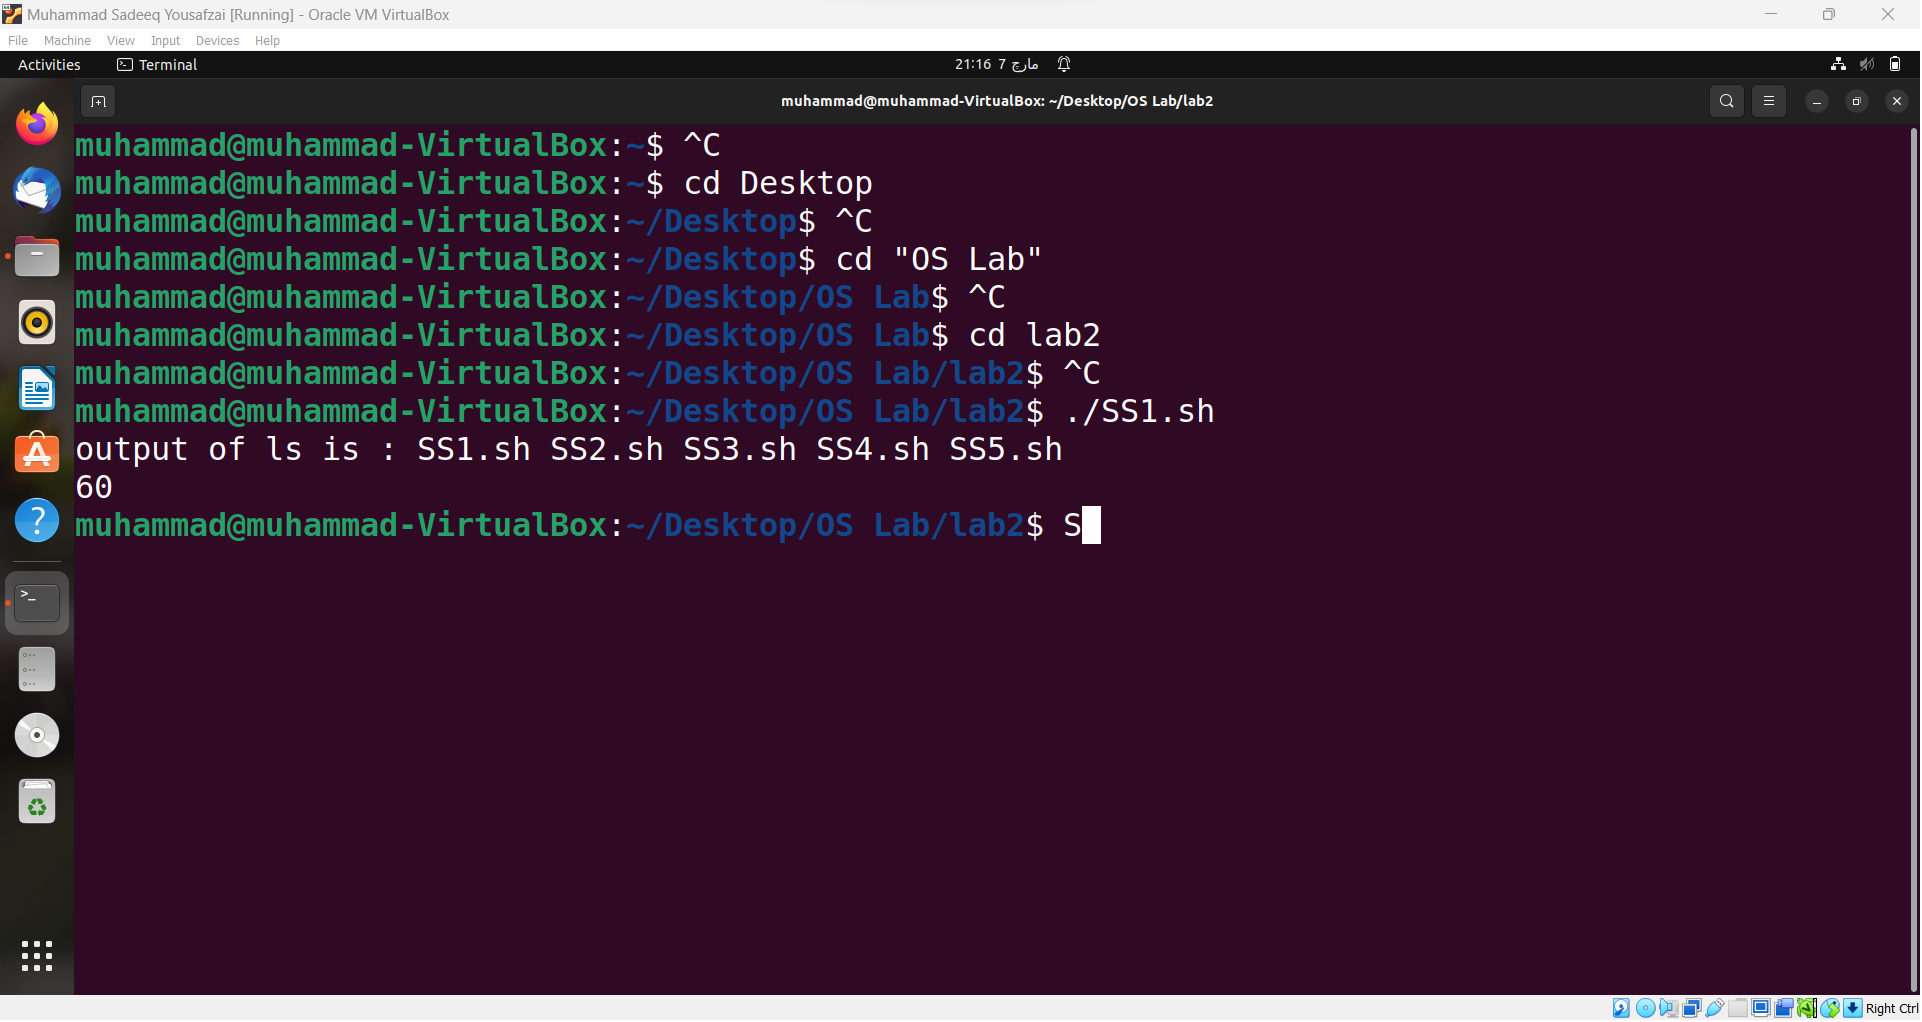 Muhammad Sadeeq Yousafzai [Running] - Oracle VM VirtualBox
File Machine View Input Devices Help
Activities Terminal 21:16 7 مارچ
muhammad@muhammad-VirtualBox: ~/Desktop/OS Lab/lab2
muhammad@muhammad-VirtualBox:~$ ^C
muhammad@muhammad-VirtualBox:~$ cd Desktop
muhammad@muhammad-VirtualBox:~/Desktop$ ^C
muhammad@muhammad-VirtualBox:~/Desktop$ cd "OS Lab"
muhammad@muhammad-VirtualBox:~/Desktop/OS Lab$ ^C
muhammad@muhammad-VirtualBox:~/Desktop/OS Lab$ cd lab2
muhammad@muhammad-VirtualBox:~/Desktop/OS Lab/lab2$ ^C
muhammad@muhammad-VirtualBox:~/Desktop/OS Lab/lab2$ ./SS1.sh
output of ls is : SS1.sh SS2.sh SS3.sh SS4.sh SS5.sh
60
muhammad@muhammad-VirtualBox:~/Desktop/OS Lab/lab2$ S
Right Ctrl